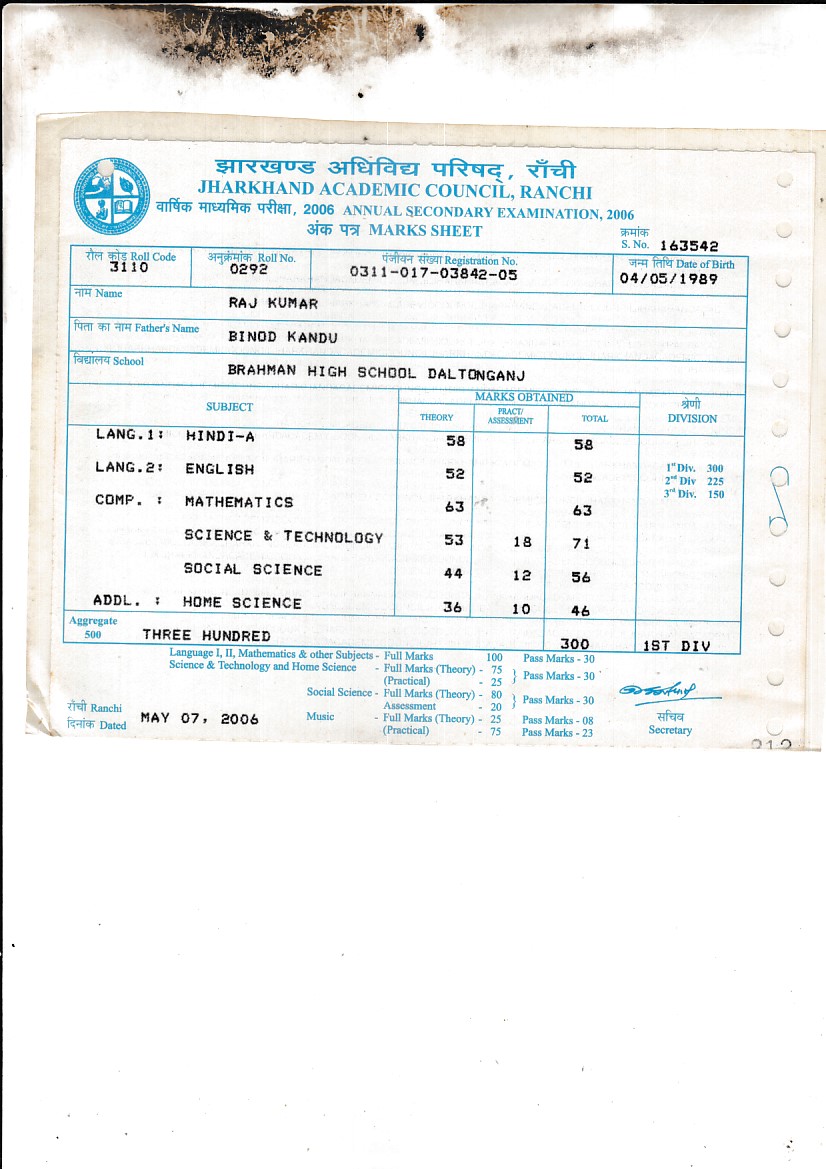 झारखण्ड अधिविद्य परिषद्, राँची
JHARKHAND ACADEMIC COUNCIL, RANCHI
वार्षिक माध्यमिक परीक्षा, 2006 ANNUAL SECONDARY EXAMINATION, 2006
अंक पत्र MARKS SHEET
क्रमांक
S. No. 163542
रौल कोड Roll Code
3110
अनुक्रमांक Roll No.
0292
पंजीयन संख्या Registration No.
0311-017-03842-05
जन्म तिथि Date of Birth
04/05/1989
नाम Name RAJ KUMAR
पिता का नाम Father's Name BINOD KANDU
विद्यालय School BRAHMAN HIGH SCHOOL DALTONGANJ
SUBJECT MARKS OBTAINED श्रेणी
THEORY PRACT/ ASSESSMENT TOTAL DIVISION
LANG.1: HINDI-A 58 58
LANG.2: ENGLISH 52 52
COMP. : MATHEMATICS 63 63
SCIENCE & TECHNOLOGY 53 18 71
SOCIAL SCIENCE 44 12 56
ADDL. : HOME SCIENCE 36 10 46
1st Div. 300
2nd Div 225
3rd Div. 150
Aggregate
500 THREE HUNDRED 300 1ST DIV
Language I, II, Mathematics & other Subjects - Full Marks 100 Pass Marks - 30
Science & Technology and Home Science - Full Marks (Theory) - 75
(Practical) - 25 } Pass Marks - 30
Social Science - Full Marks (Theory) - 80
Assessment - 20 } Pass Marks - 30
Music - Full Marks (Theory) - 25 Pass Marks - 08
(Practical) - 75 Pass Marks - 23
राँची Ranchi
दिनांक Dated MAY 07, 2006
सचिव
Secretary